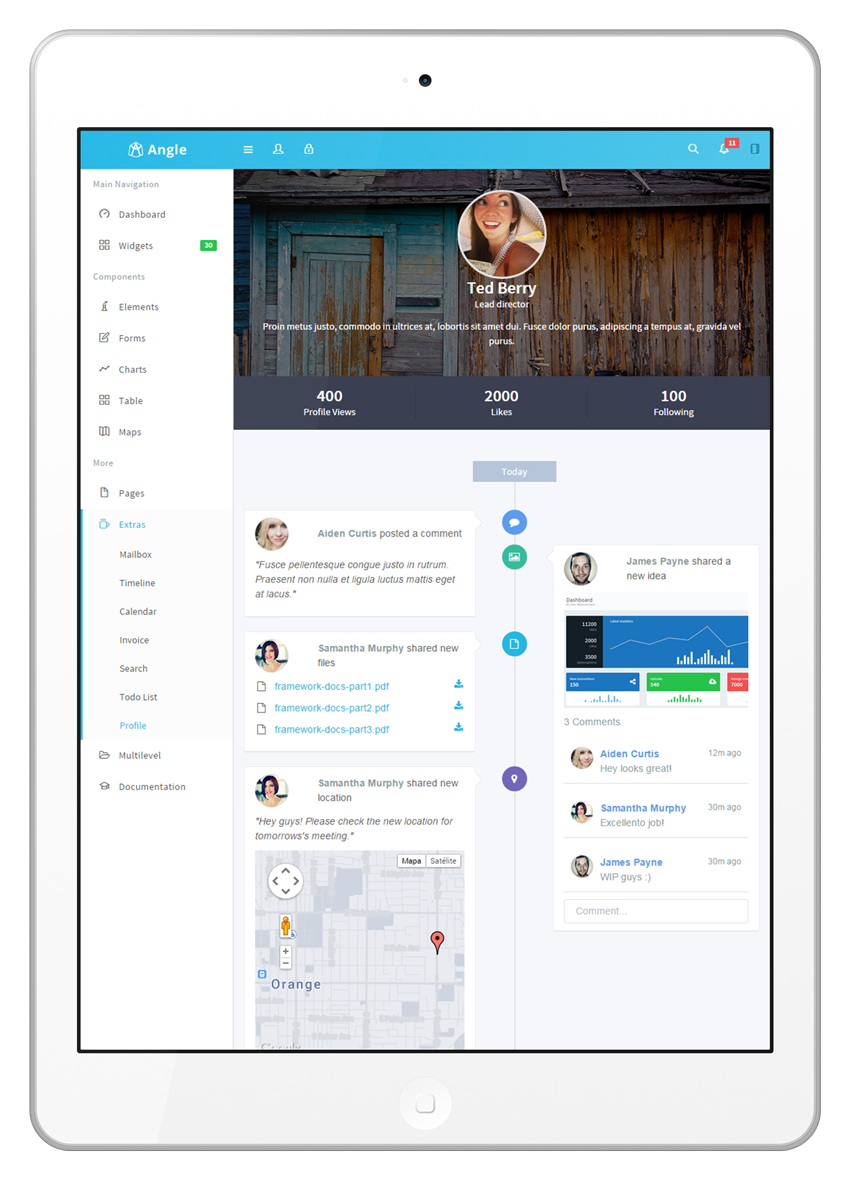 Angle
11
Main Navigation
Dashboard
Widgets
30
Components
Elements
Forms
Charts
Table
Maps
More
Pages
Extras
Mailbox
Timeline
Calendar
Invoice
Search
Todo List
Profile
Multilevel
Documentation
Ted Berry
Lead director
Proin metus justo, commodo in ultrices at, lobortis sit amet dui. Fusce dolor purus, adipiscing a tempus at, gravida vel
purus.
400
Profile Views
2000
Likes
100
Following
Today
Aiden Curtis posted a comment
"Fusce pellentesque congue justo in rutrum.
Praesent non nulla et ligula luctus mattis eget
at lacus."
Samantha Murphy shared new
files
framework-docs-part1.pdf
framework-docs-part2.pdf
framework-docs-part3.pdf
Samantha Murphy shared new
location
"Hey guys! Please check the new location for
tomorrows's meeting."
Mapa
Satélite
Orange
Google
James Payne shared a
new idea
Dashboard
11200
2000
3500
Latest statistics
150
540
7000
3 Comments
Aiden Curtis
12m ago
Hey looks great!
Samantha Murphy
30m ago
Excellento job!
James Payne
30m ago
WIP guys :)
Comment...